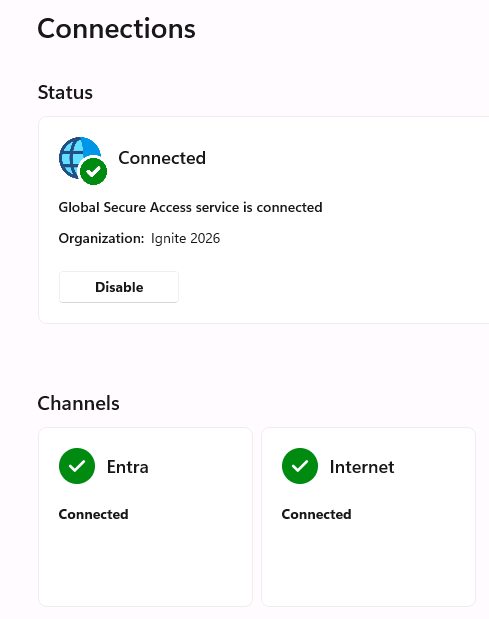 Connections
Status
Connected
Global Secure Access service is connected
Organization: Ignite 2026
Disable
Channels
Entra
Connected
Internet
Connected